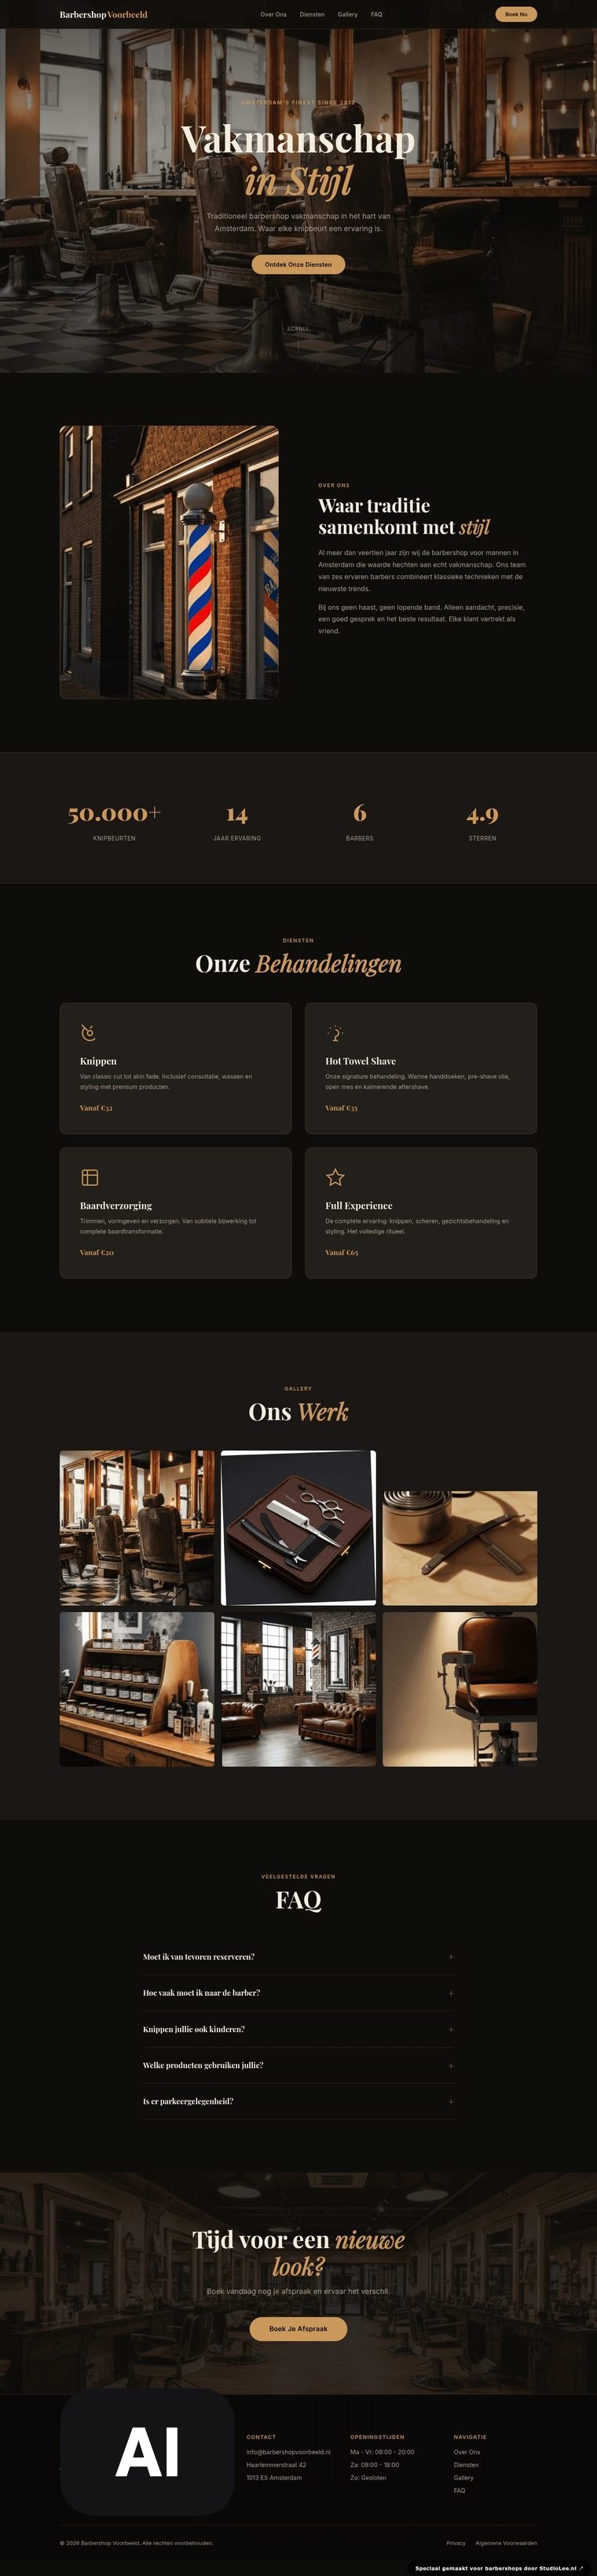 Barbershop Voorbeeld
Over Ons
Diensten
Gallery
FAQ
Boek Nu
AMSTERDAM'S FINEST SINCE 2012
Vakmanschap
in Stijl
Traditioneel barbershop vakmanschap in het hart van
Amsterdam. Waar elke knipbeurt een ervaring is.
Ontdek Onze Diensten
SCROLL
OVER ONS
Waar traditie
samenkomt met stijl
Al meer dan veertien jaar zijn wij de barbershop voor mannen in
Amsterdam die waarde hechten aan echt vakmanschap. Ons team
van zes ervaren barbers combineert klassieke technieken met de
nieuwste trends.
Bij ons geen haast, geen lopende band. Alleen aandacht, precisie,
een goed gesprek en het beste resultaat. Elke klant vertrekt als
vriend.
50.000+
KNIPBEURTEN
14
JAAR ERVARING
6
BARBERS
4.9
STERREN
DIENSTEN
Onze Behandelingen
Knippen
Van classic cut tot skin fade. Inclusief consultatie, wassen en
styling met premium producten.
Vanaf €32
Hot Towel Shave
Onze signature behandeling. Warme handdoeken, pre-shave olie,
open mes en kalmerende aftershave.
Vanaf €35
Baardverzorging
Trimmen, vormgeven en verzorgen. Van subtiele bijwerking tot
complete baardtransformatie.
Vanaf €20
Full Experience
De complete ervaring: knippen, scheren, gezichtsbehandeling en
styling. Het volledige ritueel.
Vanaf €65
GALLERY
Ons Werk
VEELGESTELDE VRAGEN
FAQ
Moet ik van tevoren reserveren?
+
Hoe vaak moet ik naar de barber?
+
Knippen jullie ook kinderen?
+
Welke producten gebruiken jullie?
+
Is er parkeergelegenheid?
+
Tijd voor een nieuwe
look?
Boek vandaag nog je afspraak en ervaar het verschil.
Boek Je Afspraak
AI
CONTACT
info@barbershopvoorbeeld.nl
Haarlemmerstraat 42
1013 ES Amsterdam
OPENINGSTIJDEN
Ma - Vr: 09:00 - 20:00
Za: 09:00 - 18:00
Zo: Gesloten
NAVIGATIE
Over Ons
Diensten
Gallery
FAQ
© 2026 Barbershop Voorbeeld. Alle rechten voorbehouden.
Privacy
Algemene Voorwaarden
Speciaal gemaakt voor barbershops door StudioLee.nl ↗